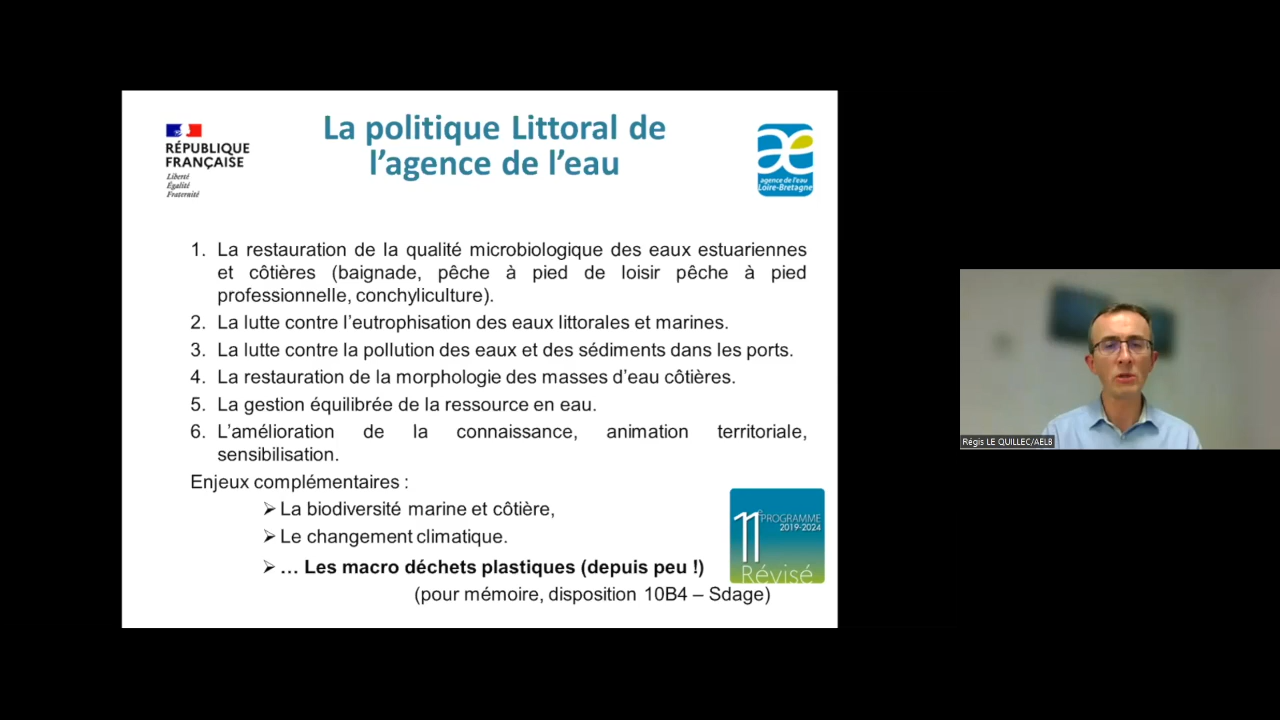 La politique Littoral de
l'agence de l'eau
RÉPUBLIQUE
FRANÇAISE
Liberté
Égalité
Fraternité
æ
agence de l'eau
Loire-Bretagne
1. La restauration de la qualité microbiologique des eaux estuariennes
et côtières (baignade, pêche à pied de loisir pêche à pied
professionnelle, conchyliculture).
2. La lutte contre l'eutrophisation des eaux littorales et marines.
3. La lutte contre la pollution des eaux et des sédiments dans les ports.
4. La restauration de la morphologie des masses d'eau côtières.
5. La gestion équilibrée de la ressource en eau.
6. L'amélioration de la connaissance, animation territoriale,
sensibilisation.
Enjeux complémentaires :
➢ La biodiversité marine et côtière,
➢ Le changement climatique.
➢ … Les macro déchets plastiques (depuis peu !)
(pour mémoire, disposition 10B4 – Sdage)
11e PROGRAMME
2019-2024
Révisé
Régis LE QUILLEC/AELB